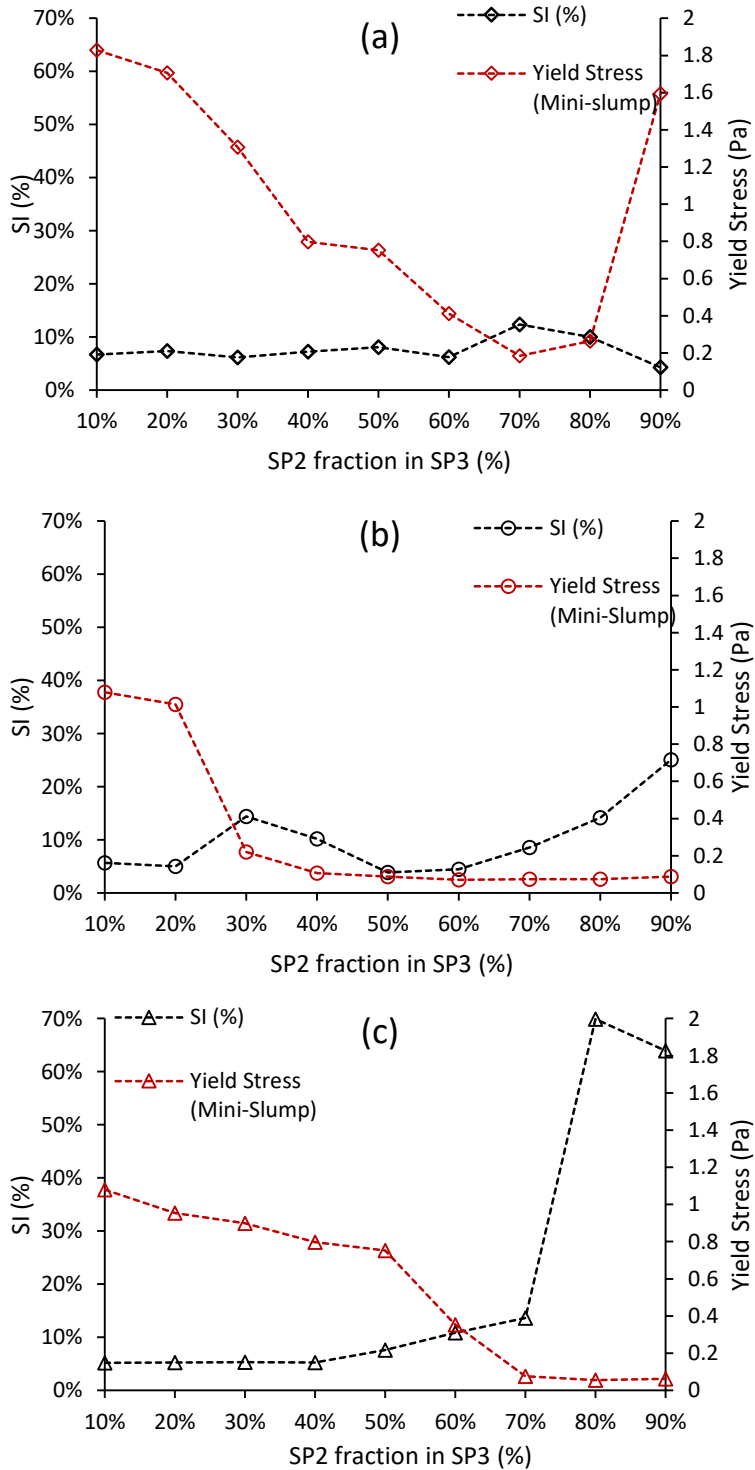 (a)
SI (%)
Yield Stress
(Mini-slump)
70%
60%
50%
40%
30%
20%
10%
0%
SI (%)
2
1.8
1.6
1.4
1.2
1
0.8
0.6
0.4
0.2
0
Yield Stress (Pa)
10% 20% 30% 40% 50% 60% 70% 80% 90%
SP2 fraction in SP3 (%)
(b)
SI (%)
Yield Stress
(Mini-Slump)
70%
60%
50%
40%
30%
20%
10%
0%
SI (%)
2
1.8
1.6
1.4
1.2
1
0.8
0.6
0.4
0.2
0
Yield Stress (Pa)
10% 20% 30% 40% 50% 60% 70% 80% 90%
SP2 fraction in SP3 (%)
(c)
SI (%)
Yield Stress
(Mini-Slump)
70%
60%
50%
40%
30%
20%
10%
0%
SI (%)
2
1.8
1.6
1.4
1.2
1
0.8
0.6
0.4
0.2
0
Yield Stress (Pa)
10% 20% 30% 40% 50% 60% 70% 80% 90%
SP2 fraction in SP3 (%)